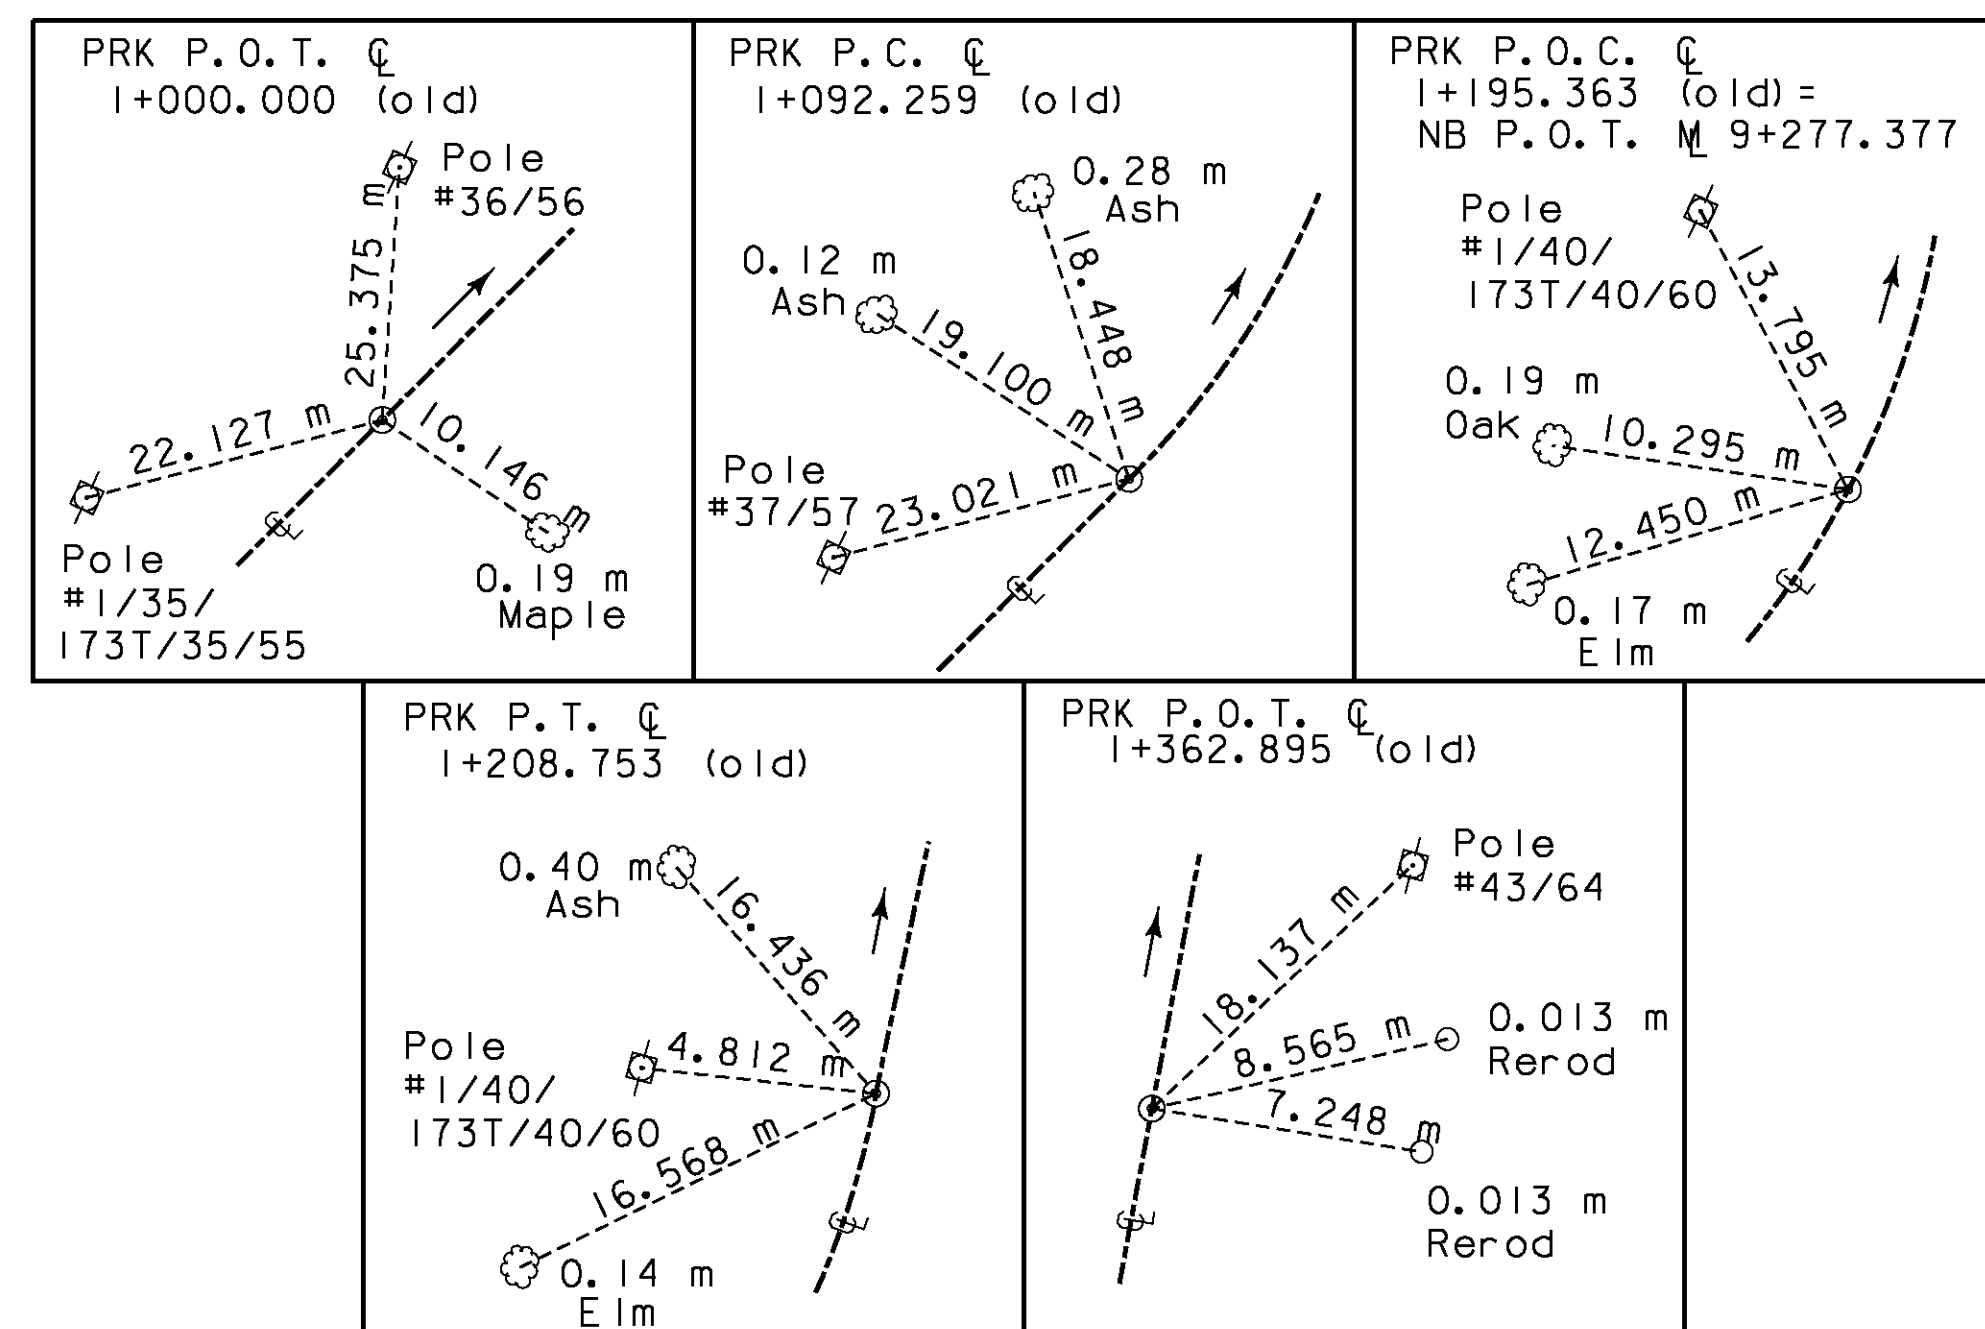 PRK P.O.T. ℄
1+000.000 (old)
Pole
#36/56
25.375 m
22.127 m
10.146 m
℄
Pole
#1/35/
173T/35/55
0.19 m
Maple
PRK P.C. ℄
1+092.259 (old)
0.28 m
Ash
0.12 m
Ash
18.448 m
19.100 m
Pole
#37/57
23.021 m
℄
PRK P.O.C. ℄
1+195.363 (old) =
NB P.O.T. ML 9+277.377
Pole
#1/40/
173T/40/60
13.795 m
0.19 m
Oak
10.295 m
12.450 m
℄
0.17 m
Elm
PRK P.T. ℄
1+208.753 (old)
0.40 m
Ash
16.436 m
Pole
#1/40/
173T/40/60
4.812 m
16.568 m
℄
0.14 m
Elm
PRK P.O.T. ℄
1+362.895 (old)
Pole
#43/64
18.137 m
8.565 m
0.013 m
Rerod
7.248 m
℄
0.013 m
Rerod